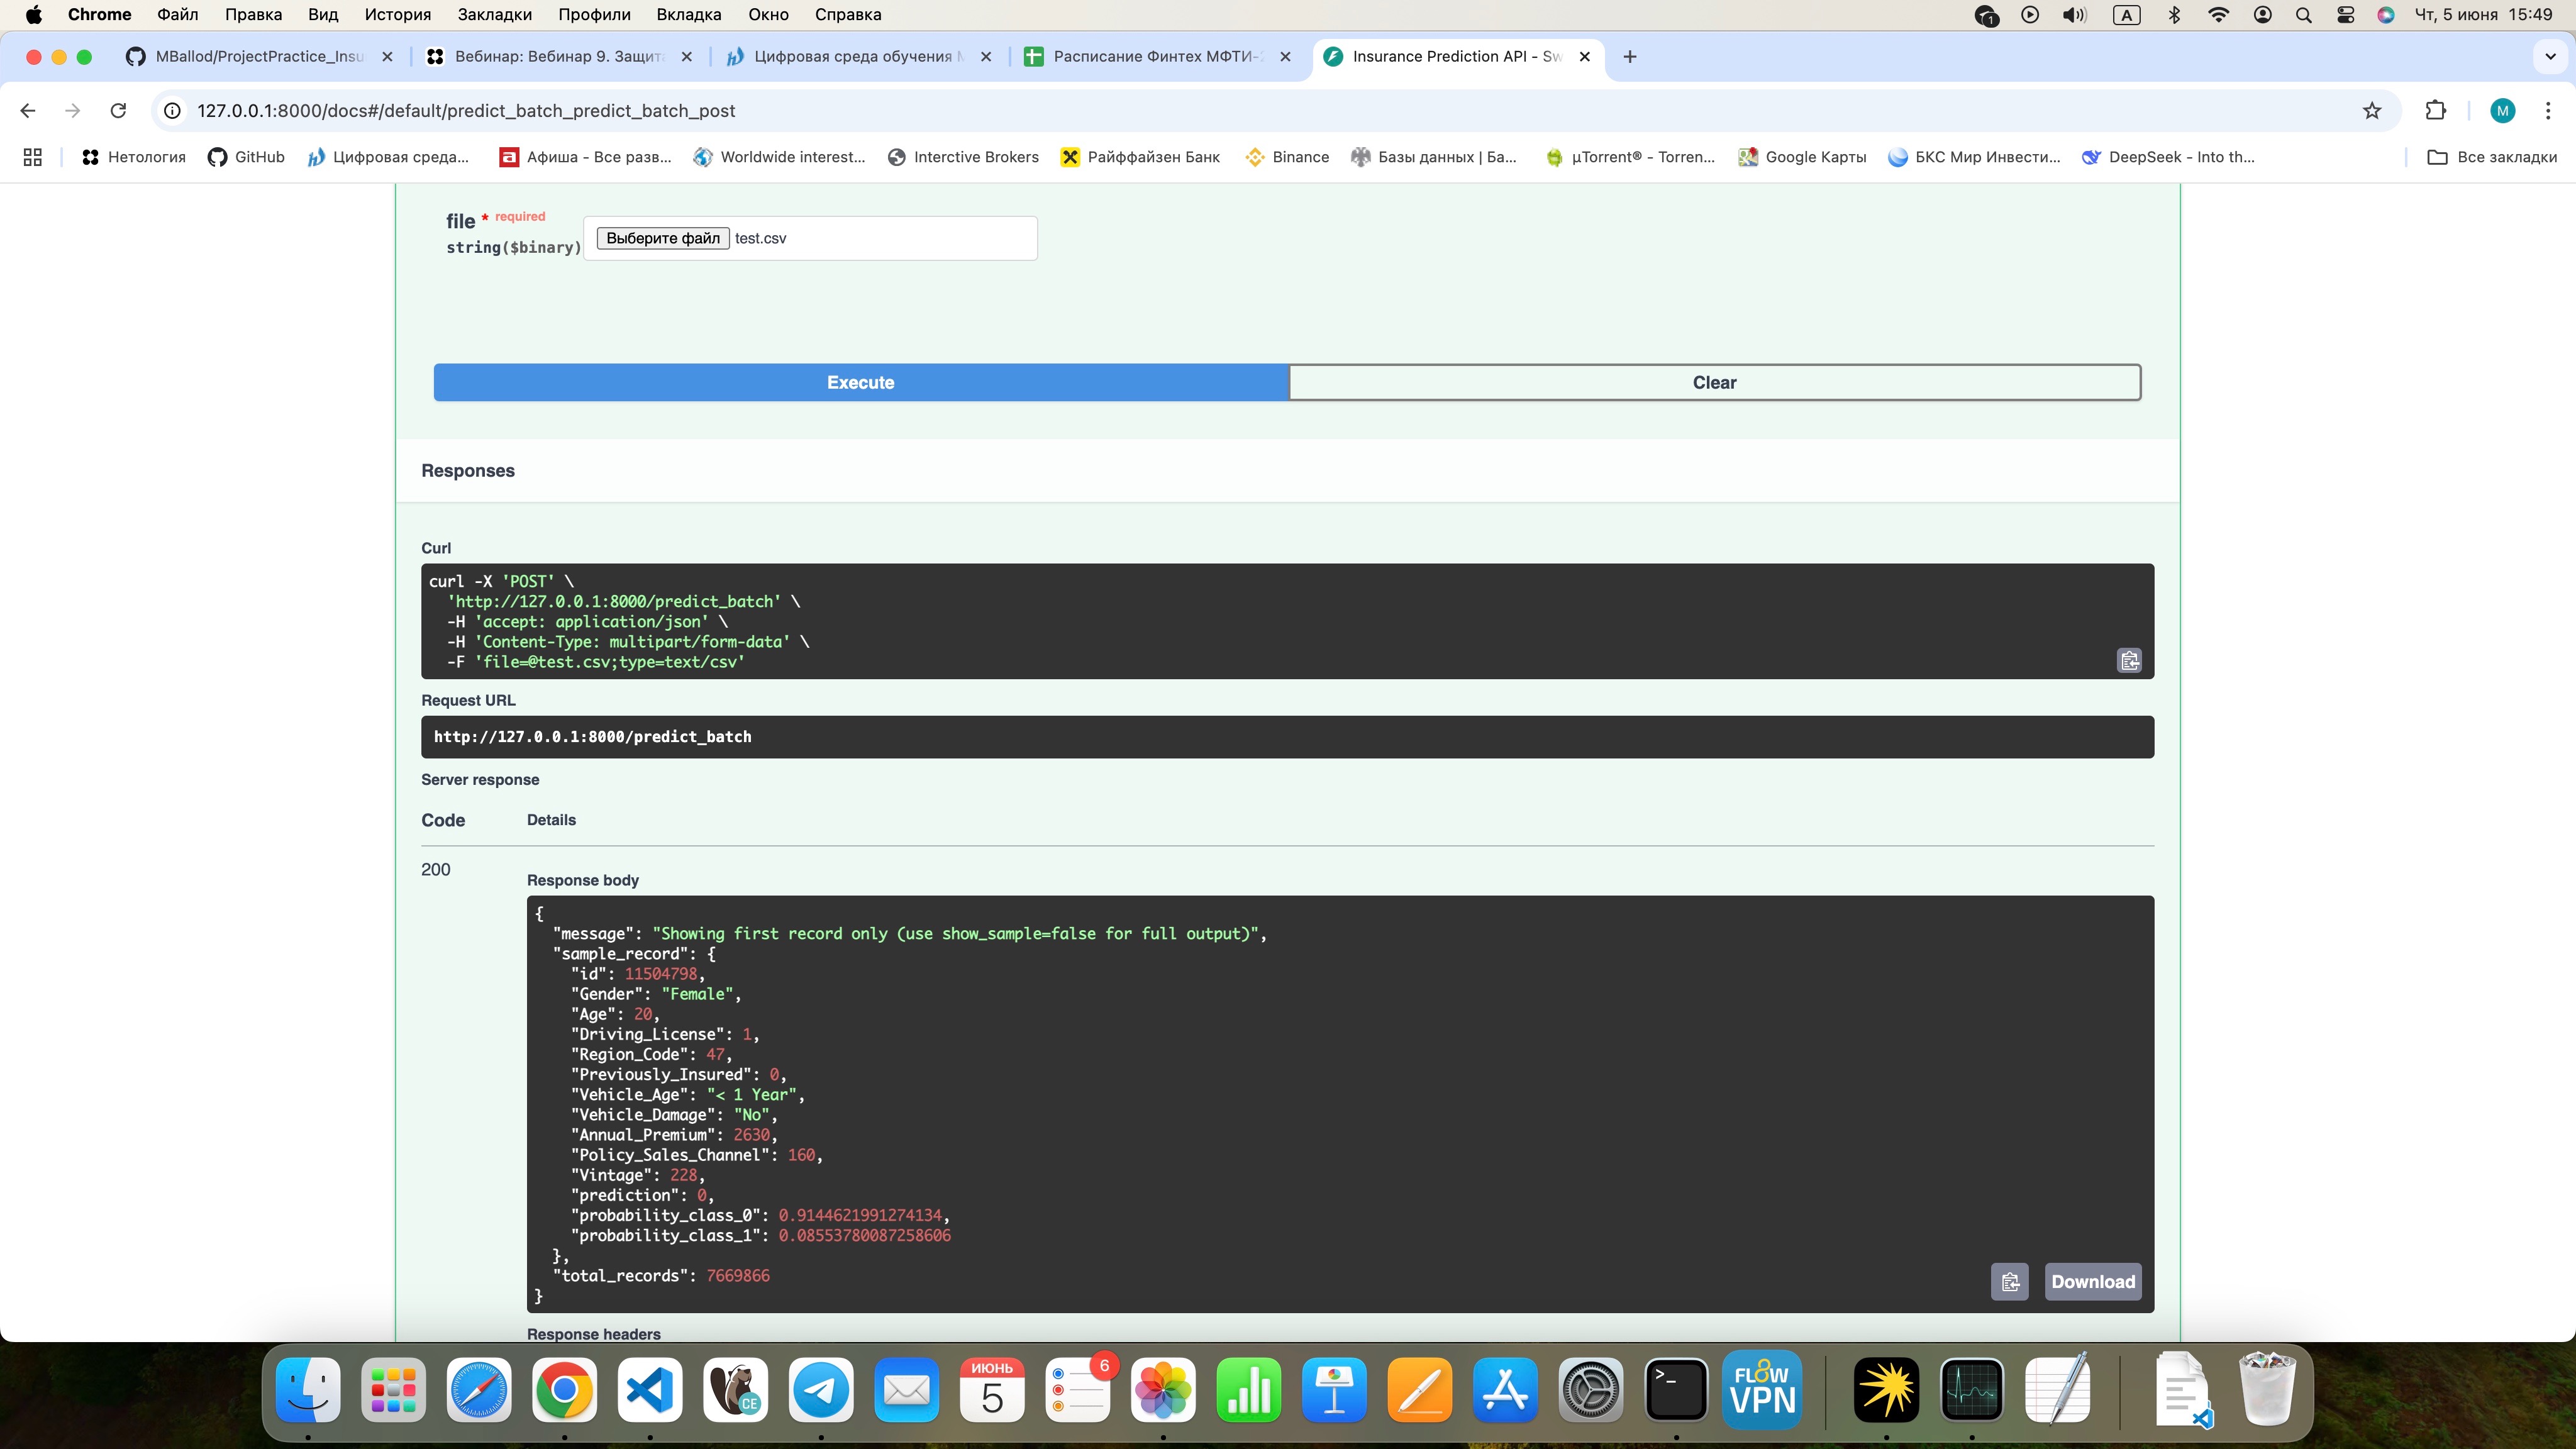 Chrome Файл Правка Вид История Закладки Профили Вкладка Окно Справка
1 A Чт, 5 июня 15:49
MBallod/ProjectPractice_Insu Вебинар: Вебинар 9. Защит Цифровая среда обучения Расписание Финтех МФТИ-2 Insurance Prediction API - Sw
127.0.0.1:8000/docs#/default/predict_batch_predict_batch_post
M
Нетология GitHub Цифровая среда... Афиша - Все разв... Worldwide interest... Interctive Brokers Райффайзен Банк Binance Базы данных | Ба... µTorrent® - Torren... Google Карты БКС Мир Инвести... DeepSeek - Into th... Все закладки
file * required
string($binary)
Выберите файл test.csv
Execute Clear
Responses
Curl
curl -X 'POST' \
'http://127.0.0.1:8000/predict_batch' \
-H 'accept: application/json' \
-H 'Content-Type: multipart/form-data' \
-F 'file=@test.csv;type=text/csv'
Request URL
http://127.0.0.1:8000/predict_batch
Server response
Code Details
200
Response body
{
"message": "Showing first record only (use show_sample=false for full output)",
"sample_record": {
"id": 11504798,
"Gender": "Female",
"Age": 20,
"Driving_License": 1,
"Region_Code": 47,
"Previously_Insured": 0,
"Vehicle_Age": "< 1 Year",
"Vehicle_Damage": "No",
"Annual_Premium": 2630,
"Policy_Sales_Channel": 160,
"Vintage": 228,
"prediction": 0,
"probability_class_0": 0.9144621991274134,
"probability_class_1": 0.08553780087258606
},
"total_records": 7669866
}
Download
Response headers
CE
ИЮНЬ
5
6
>_
FLOW
VPN